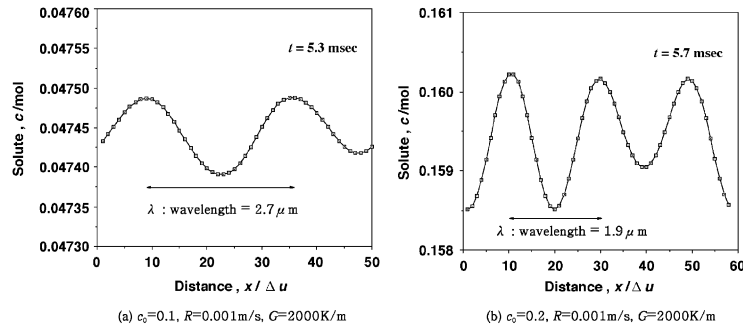 0.04760
0.04755
0.04750
0.04745
0.04740
0.04735
0.04730
Solute , c /mol
t = 5.3 msec
λ : wavelength = 2.7 μ m
0 10 20 30 40 50
Distance , x / Δ u
(a) c₀=0.1, R=0.001m/s, G=2000K/m
0.161
0.160
0.159
0.158
Solute , c /mol
t = 5.7 msec
λ : wavelength = 1.9 μ m
0 10 20 30 40 50 60
Distance , x / Δ u
(b) c₀=0.2, R=0.001m/s, G=2000K/m